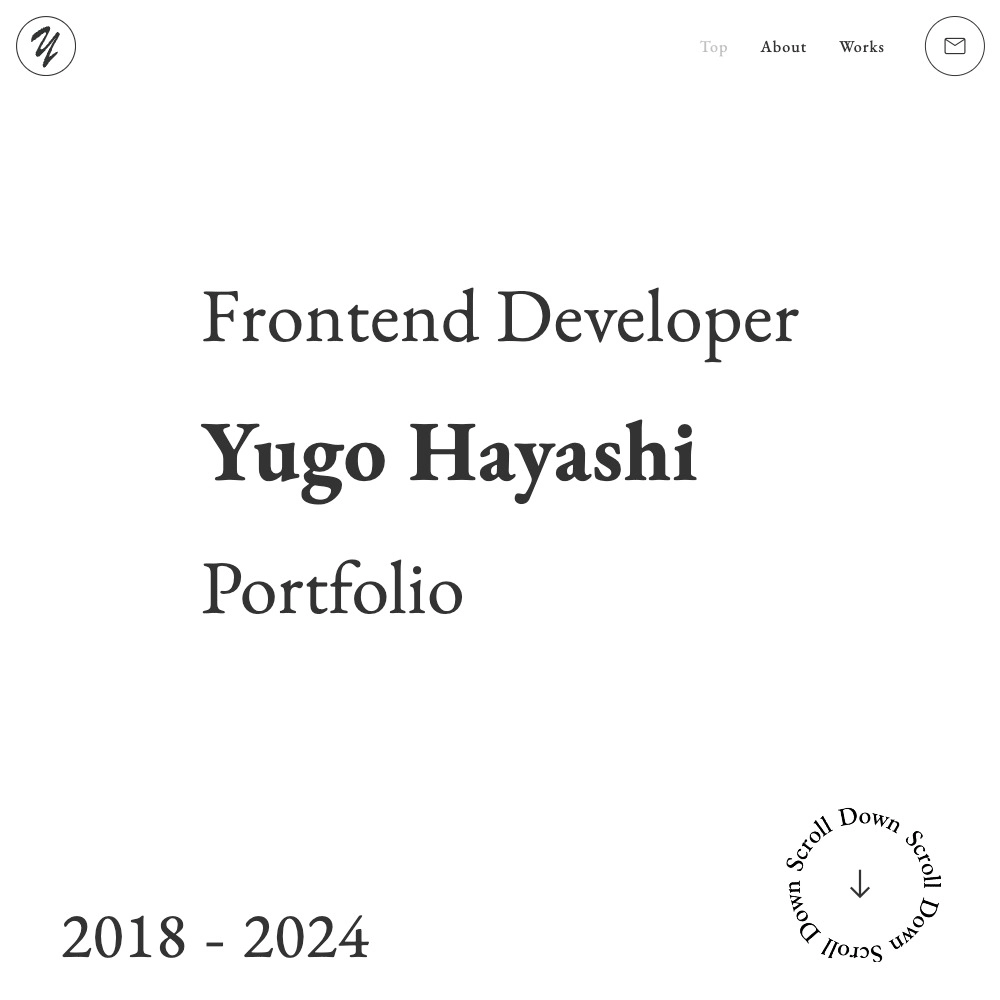 Y
Top About Works
Frontend Developer
Yugo Hayashi
Portfolio
2018 - 2024
Scroll Down Scroll Down Scroll Down